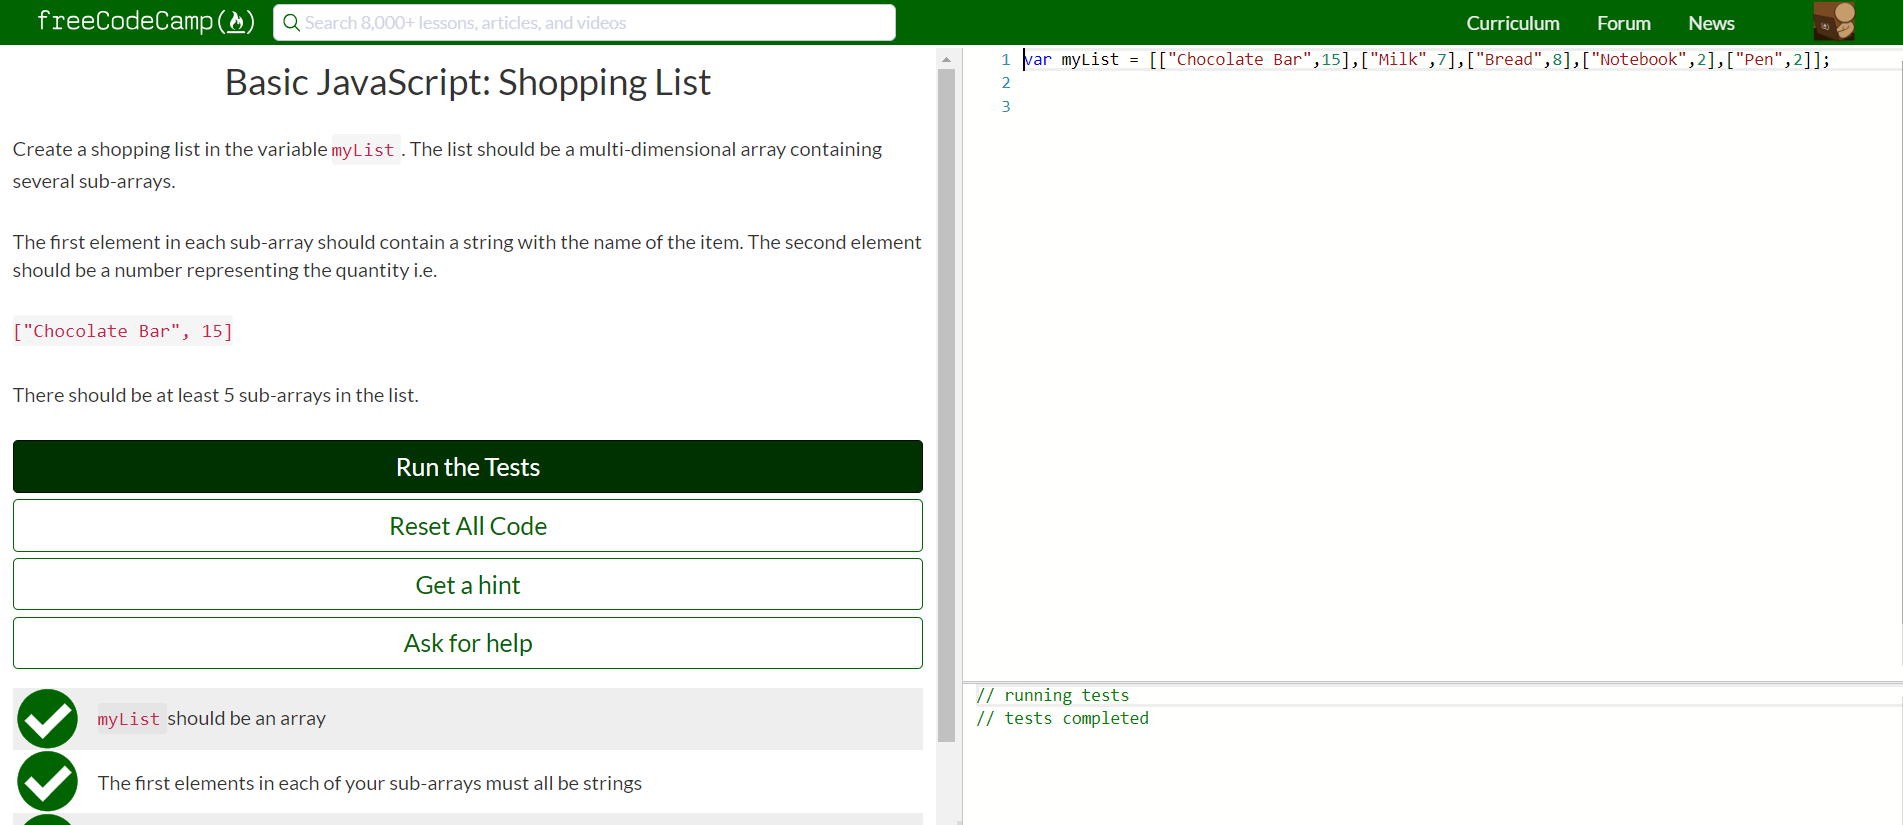 freeCodeCamp
Search 8,000+ lessons, articles, and videos
Curriculum
Forum
News
Basic JavaScript: Shopping List
Create a shopping list in the variable myList . The list should be a multi-dimensional array containing
several sub-arrays.
The first element in each sub-array should contain a string with the name of the item. The second element
should be a number representing the quantity i.e.
["Chocolate Bar", 15]
There should be at least 5 sub-arrays in the list.
Run the Tests
Reset All Code
Get a hint
Ask for help
myList should be an array
The first elements in each of your sub-arrays must all be strings
1 var myList = [["Chocolate Bar",15],["Milk",7],["Bread",8],["Notebook",2],["Pen",2]];
2
3
// running tests
// tests completed